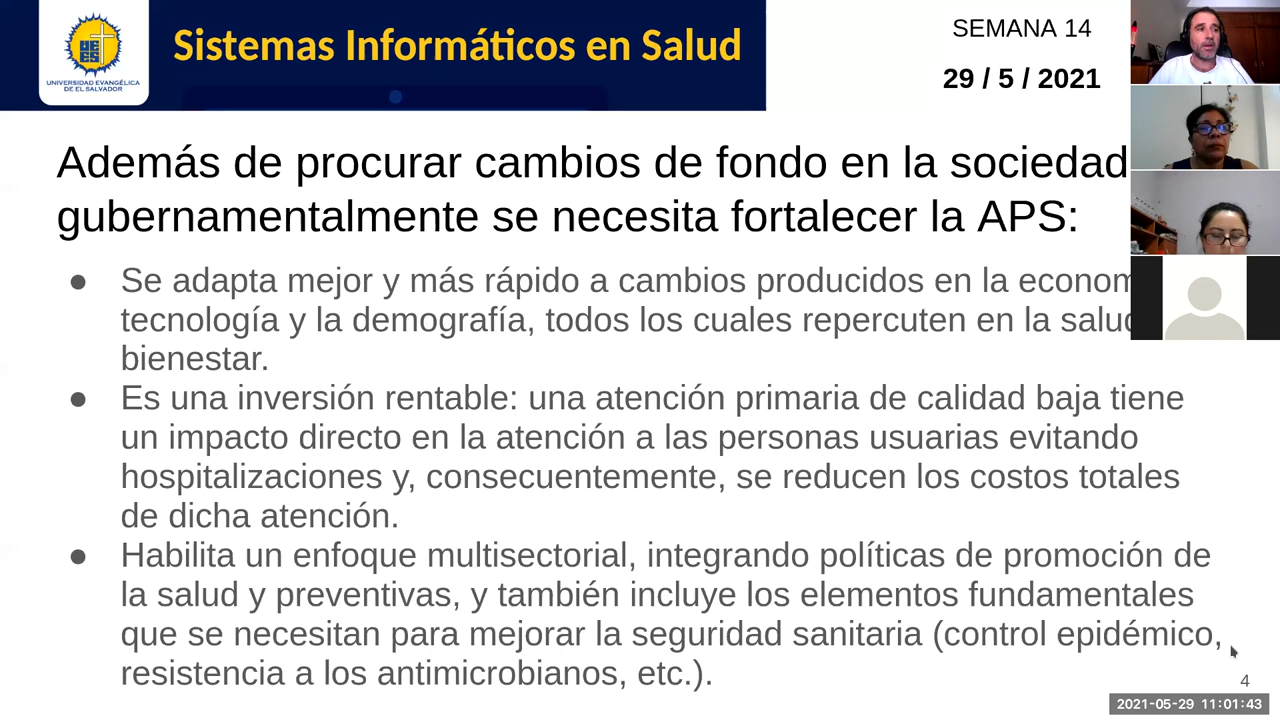 UNIVERSIDAD EVANGÉLICA
DE EL SALVADOR
Sistemas Informáticos en Salud
SEMANA 14
29 / 5 / 2021
Además de procurar cambios de fondo en la sociedad
gubernamentalmente se necesita fortalecer la APS:
● Se adapta mejor y más rápido a cambios producidos en la
tecnología y la demografía, todos los cuales repercuten en la
bienestar.
● Es una inversión rentable: una atención primaria de calidad baja tiene
un impacto directo en la atención a las personas usuarias evitando
hospitalizaciones y, consecuentemente, se reducen los costos totales
de dicha atención.
● Habilita un enfoque multisectorial, integrando políticas de promoción de
la salud y preventivas, y también incluye los elementos fundamentales
que se necesitan para mejorar la seguridad sanitaria (control epidémico,
resistencia a los antimicrobianos, etc.).
4
2021-05-29 11:01:43